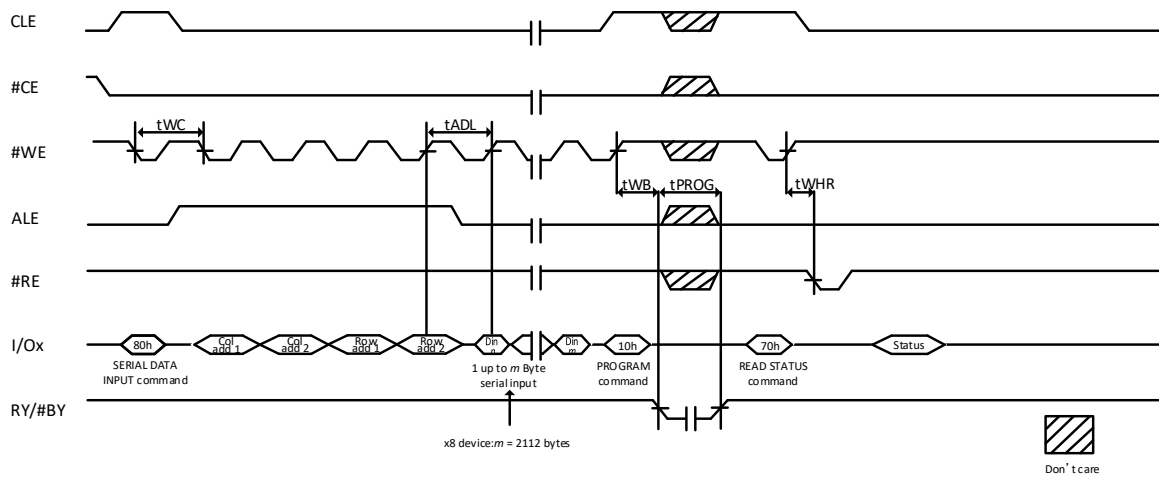 CLE
#CE
tWC
tADL
#WE
tWB
tPROG
tWHR
ALE
#RE
I/Ox
80h
Col
add 1
Col
add 2
Row
add 1
Row
add 2
Din
n
Din
m
10h
70h
Status
SERIAL DATA
INPUT command
1 up to m Byte
serial input
PROGRAM
command
READ STATUS
command
RY/#BY
x8 device:m = 2112 bytes
Don't care